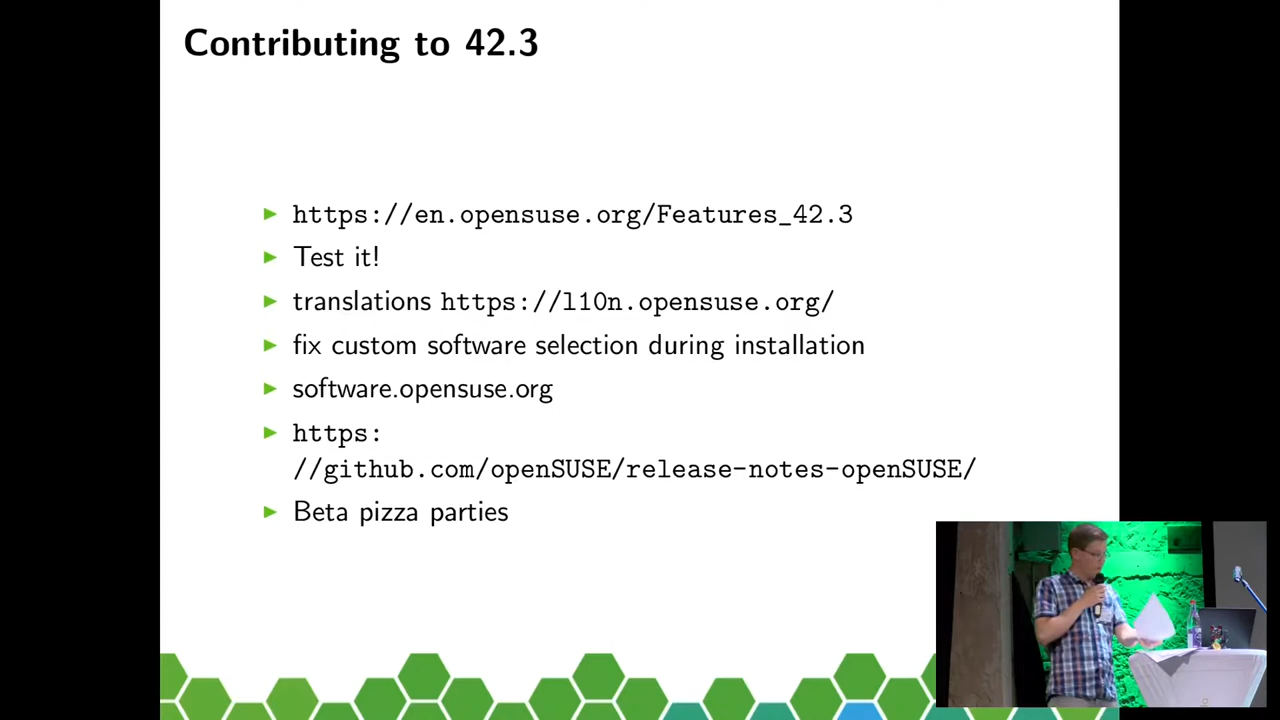 Contributing to 42.3
https://en.opensuse.org/Features_42.3
Test it!
translations https://l10n.opensuse.org/
fix custom software selection during installation
software.opensuse.org
https:
//github.com/openSUSE/release-notes-openSUSE/
Beta pizza parties